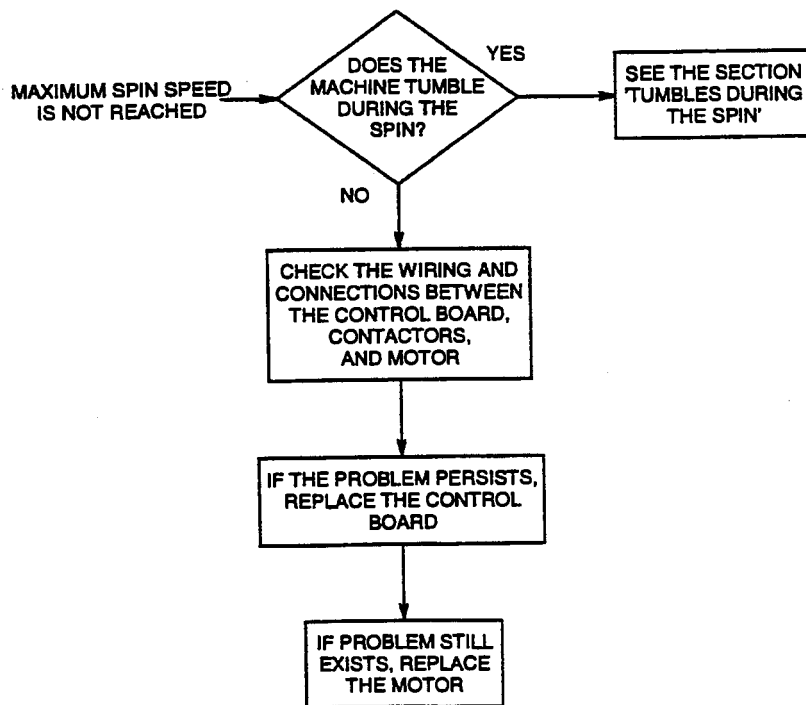 MAXIMUM SPIN SPEED
IS NOT REACHED
DOES THE
MACHINE TUMBLE
DURING THE
SPIN?
YES
SEE THE SECTION
'TUMBLES DURING
THE SPIN'
NO
CHECK THE WIRING AND
CONNECTIONS BETWEEN
THE CONTROL BOARD,
CONTACTORS,
AND MOTOR
IF THE PROBLEM PERSISTS,
REPLACE THE CONTROL
BOARD
IF PROBLEM STILL
EXISTS, REPLACE
THE MOTOR